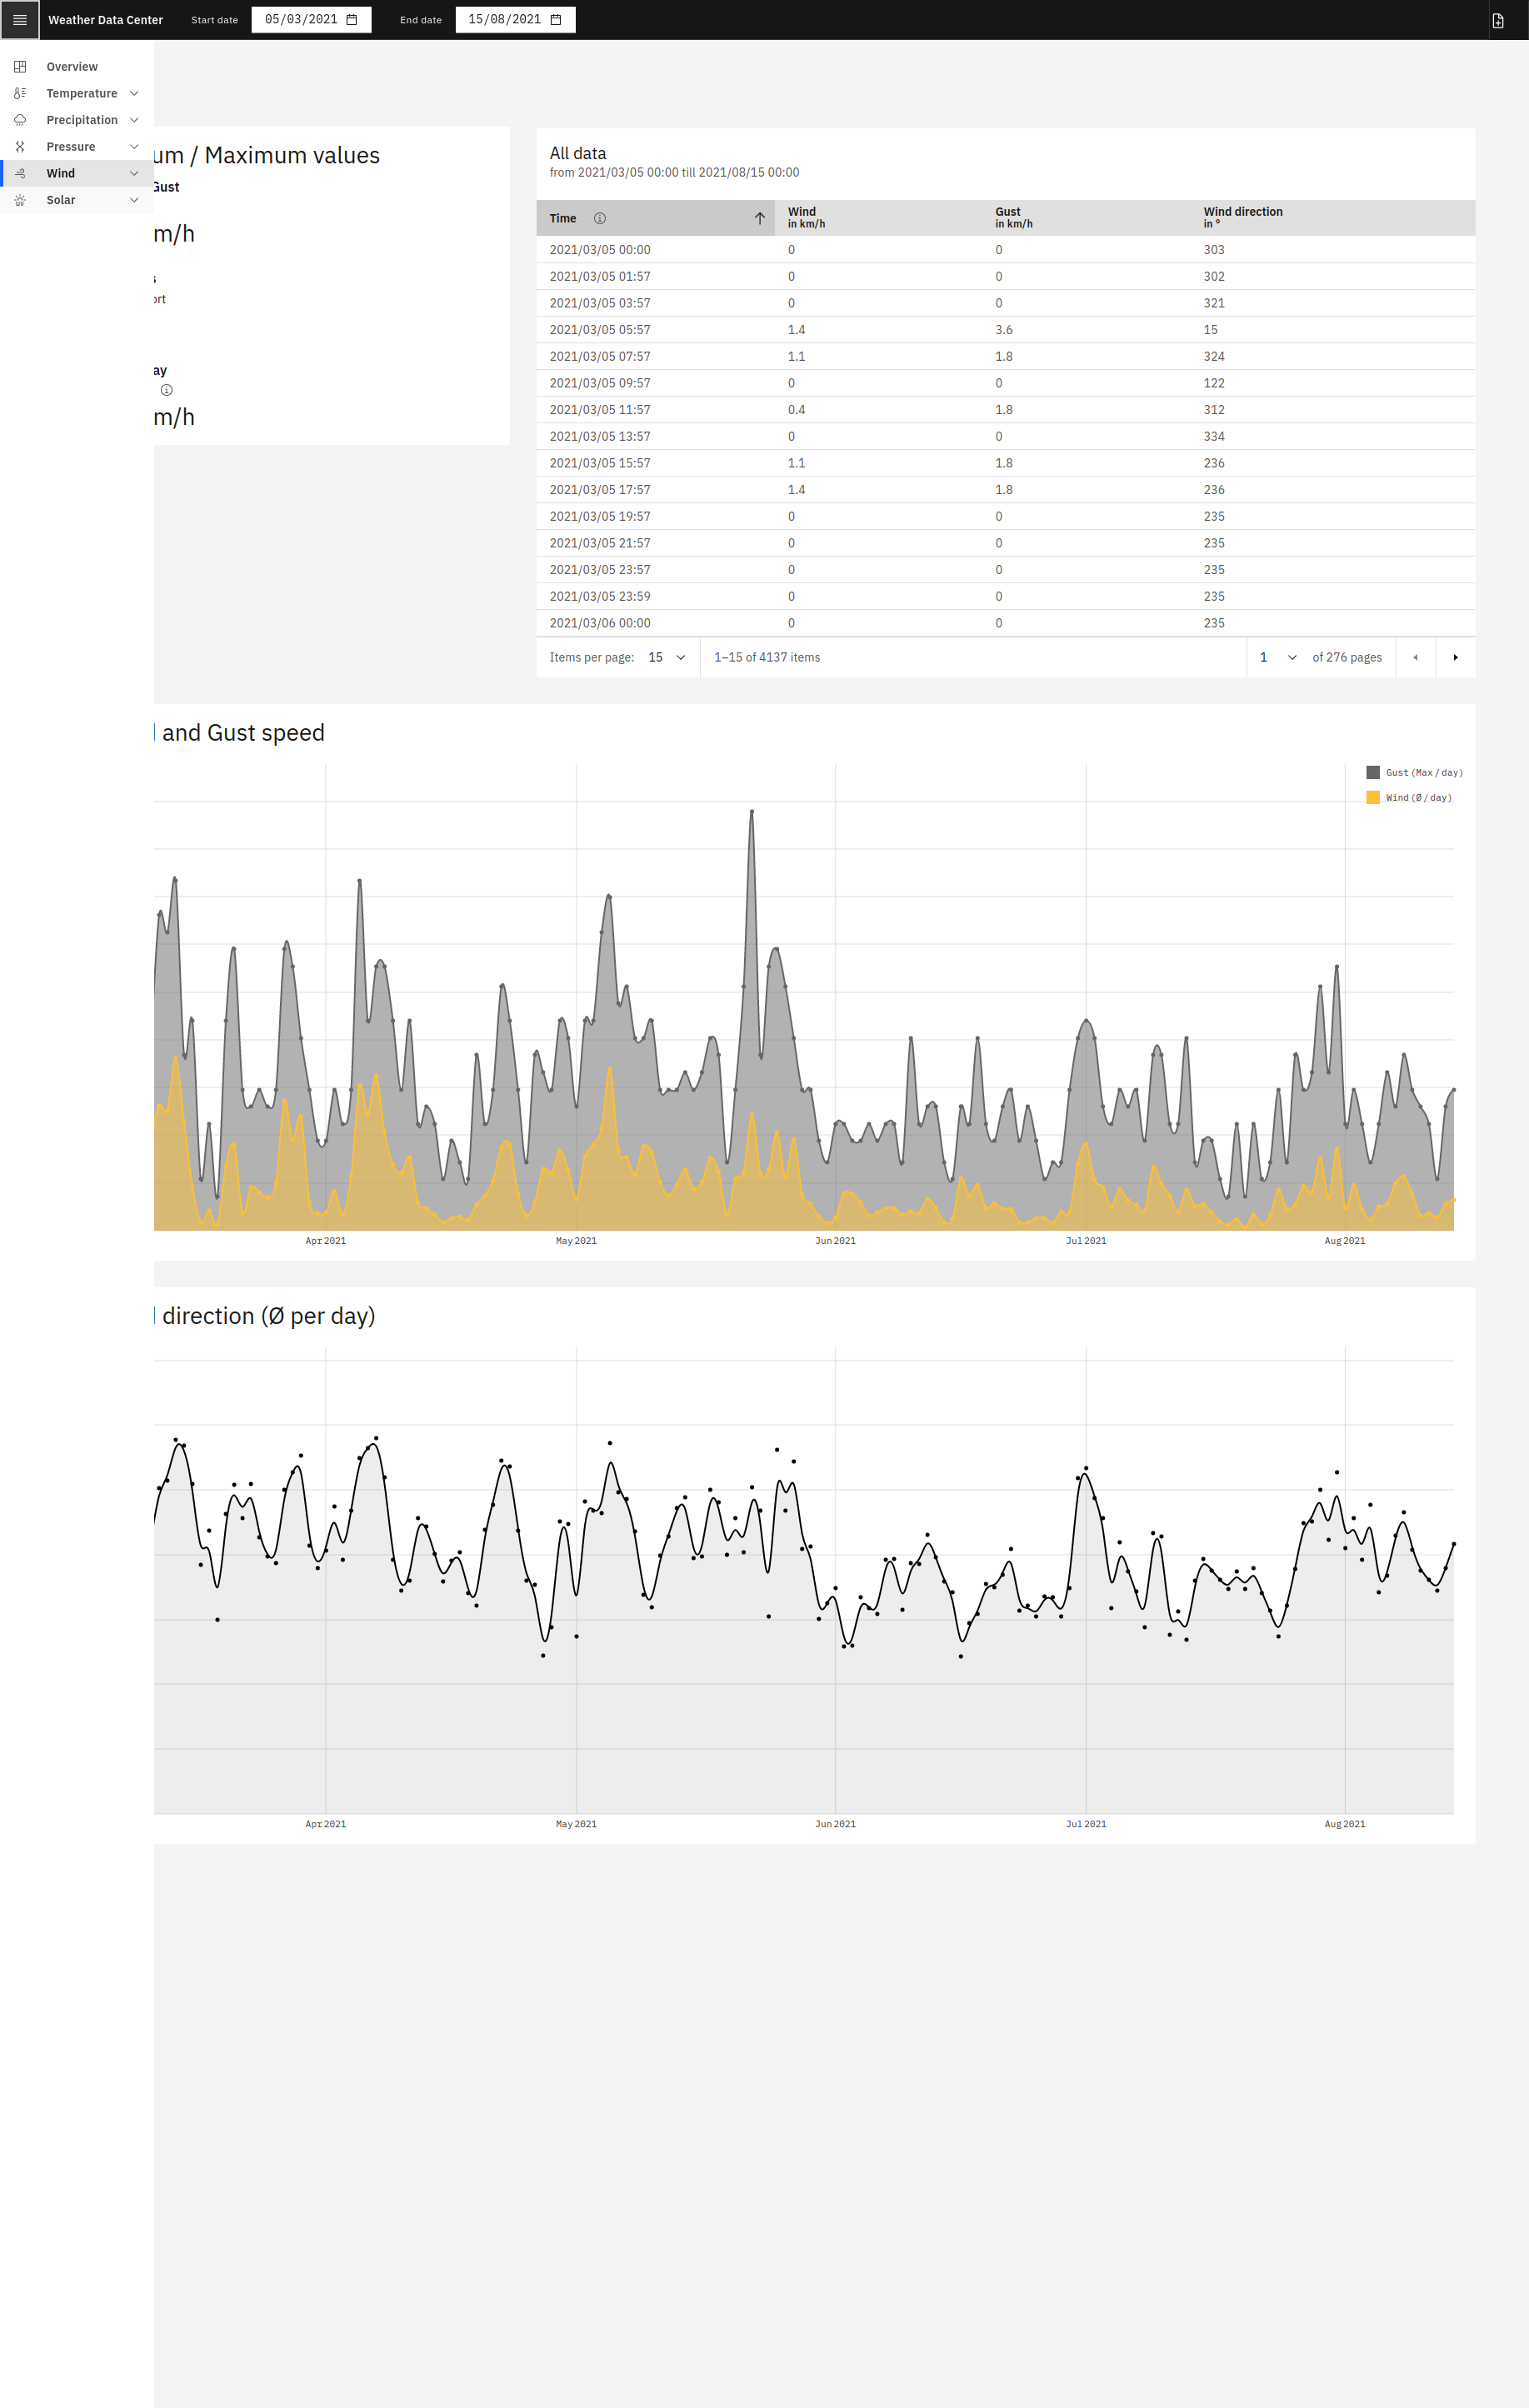 Weather Data Center Start date 05/03/2021 End date 15/08/2021
Overview
Temperature
Precipitation
Pressure
Wind
Solar
um / Maximum values
Gust
m/h
ort
ay
m/h
All data
from 2021/03/05 00:00 till 2021/08/15 00:00
Time Wind in km/h Gust in km/h Wind direction in °
2021/03/05 00:00 0 0 303
2021/03/05 01:57 0 0 302
2021/03/05 03:57 0 0 321
2021/03/05 05:57 1.4 3.6 15
2021/03/05 07:57 1.1 1.8 324
2021/03/05 09:57 0 0 122
2021/03/05 11:57 0.4 1.8 312
2021/03/05 13:57 0 0 334
2021/03/05 15:57 1.1 1.8 236
2021/03/05 17:57 1.4 1.8 236
2021/03/05 19:57 0 0 235
2021/03/05 21:57 0 0 235
2021/03/05 23:57 0 0 235
2021/03/05 23:59 0 0 235
2021/03/06 00:00 0 0 235
Items per page: 15 1–15 of 4137 items 1 of 276 pages
and Gust speed
Gust (Max / day)
Wind (Ø / day)
Apr 2021 May 2021 Jun 2021 Jul 2021 Aug 2021
direction (Ø per day)
Apr 2021 May 2021 Jun 2021 Jul 2021 Aug 2021